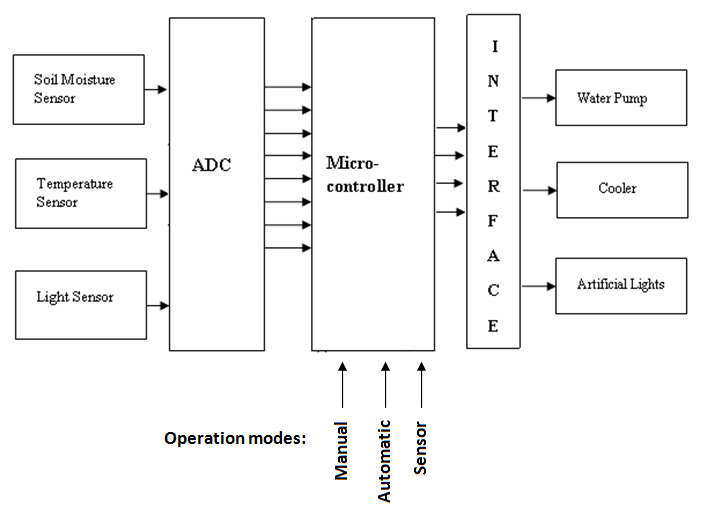 Soil Moisture
Sensor
Temperature
Sensor
Light Sensor
ADC
Micro-
controller
I
N
T
E
R
F
A
C
E
Water Pump
Cooler
Artificial Lights
Operation modes:
Manual
Automatic
Sensor